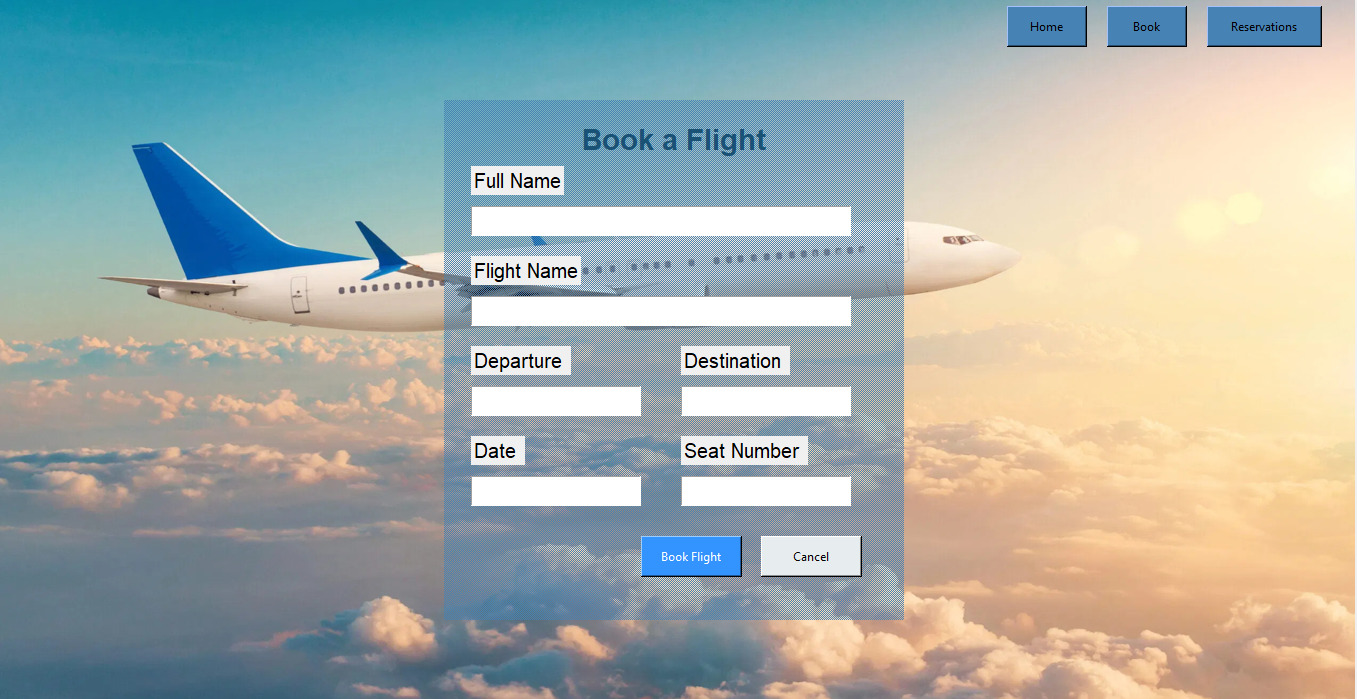 Home Book Reservations
Book a Flight
Full Name
Flight Name
Departure Destination
Date Seat Number
Book Flight Cancel